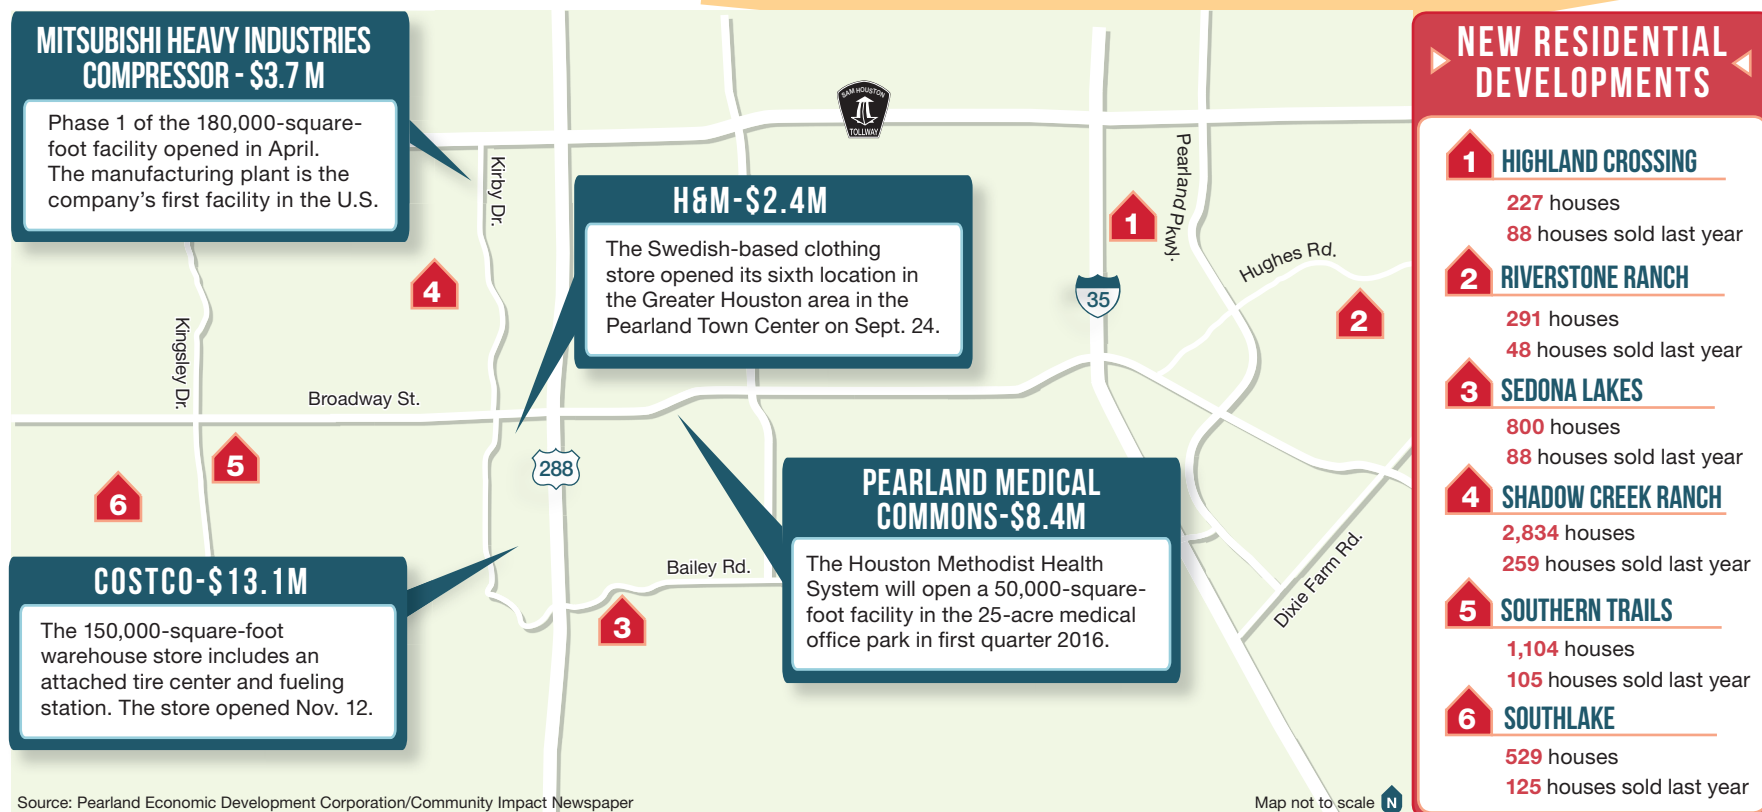 MITSUBISHI HEAVY INDUSTRIES
COMPRESSOR - $3.7 M
Phase 1 of the 180,000-square-
foot facility opened in April.
The manufacturing plant is the
company's first facility in the U.S.
H&M-$2.4M
The Swedish-based clothing
store opened its sixth location in
the Greater Houston area in the
Pearland Town Center on Sept. 24.
PEARLAND MEDICAL
COMMONS-$8.4M
The Houston Methodist Health
System will open a 50,000-square-
foot facility in the 25-acre medical
office park in first quarter 2016.
COSTCO-$13.1M
The 150,000-square-foot
warehouse store includes an
attached tire center and fueling
station. The store opened Nov. 12.
SAM HOUSTON
TOLLWAY
Kirby Dr.
Pearland Pkwy.
Hughes Rd.
Kingsley Dr.
Broadway St.
Bailey Rd.
Dixie Farm Rd.
35
288
1
2
3
4
5
6
NEW RESIDENTIAL
DEVELOPMENTS
1 HIGHLAND CROSSING
227 houses
88 houses sold last year
2 RIVERSTONE RANCH
291 houses
48 houses sold last year
3 SEDONA LAKES
800 houses
88 houses sold last year
4 SHADOW CREEK RANCH
2,834 houses
259 houses sold last year
5 SOUTHERN TRAILS
1,104 houses
105 houses sold last year
6 SOUTHLAKE
529 houses
125 houses sold last year
Source: Pearland Economic Development Corporation/Community Impact Newspaper
Map not to scale N